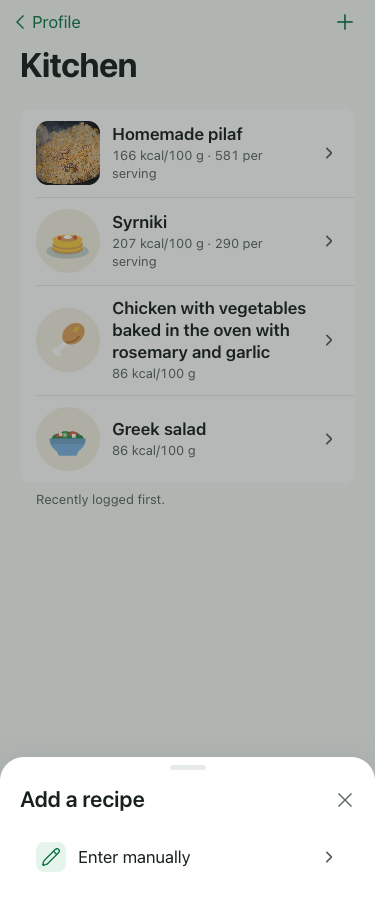 Profile
Kitchen
Homemade pilaf
166 kcal/100 g · 581 per
serving
Syrniki
207 kcal/100 g · 290 per
serving
Chicken with vegetables
baked in the oven with
rosemary and garlic
86 kcal/100 g
Greek salad
86 kcal/100 g
Recently logged first.
Add a recipe
Enter manually